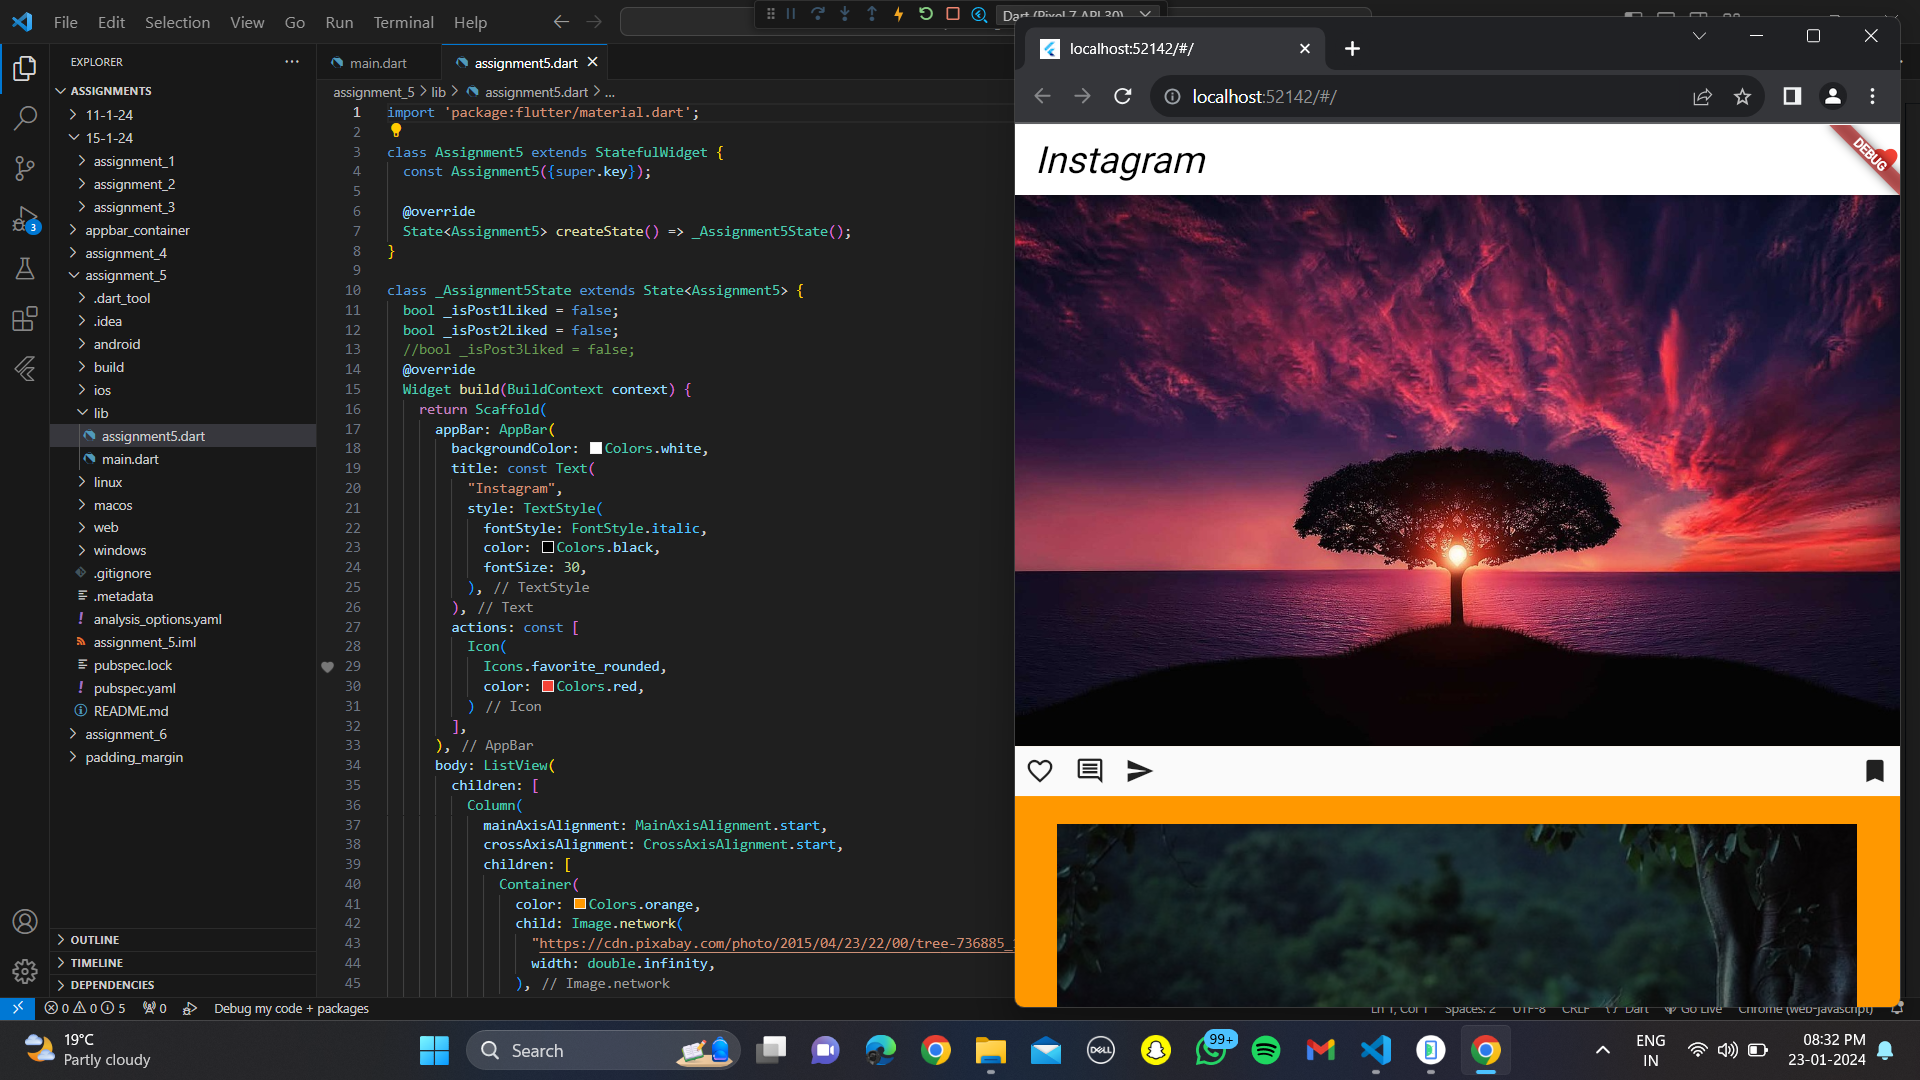 File Edit Selection View Go Run Terminal Help
Dart (Pixel 7 API 30)
EXPLORER
ASSIGNMENTS
11-1-24
15-1-24
assignment_1
assignment_2
assignment_3
appbar_container
assignment_4
assignment_5
.dart_tool
.idea
android
build
ios
lib
assignment5.dart
main.dart
linux
macos
web
windows
.gitignore
.metadata
analysis_options.yaml
assignment_5.iml
pubspec.lock
pubspec.yaml
README.md
assignment_6
padding_margin
OUTLINE
TIMELINE
DEPENDENCIES
3
main.dart
assignment5.dart
assignment_5 > lib > assignment5.dart > ...
1 import 'package:flutter/material.dart';
2
3 class Assignment5 extends StatefulWidget {
4 const Assignment5({super.key});
5
6 @override
7 State<Assignment5> createState() => _Assignment5State();
8 }
9
10 class _Assignment5State extends State<Assignment5> {
11 bool _isPost1Liked = false;
12 bool _isPost2Liked = false;
13 //bool _isPost3Liked = false;
14 @override
15 Widget build(BuildContext context) {
16 return Scaffold(
17 appBar: AppBar(
18 backgroundColor: Colors.white,
19 title: const Text(
20 "Instagram",
21 style: TextStyle(
22 fontStyle: FontStyle.italic,
23 color: Colors.black,
24 fontSize: 30,
25 ), // TextStyle
26 ), // Text
27 actions: const [
28 Icon(
29 Icons.favorite_rounded,
30 color: Colors.red,
31 ) // Icon
32 ],
33 ), // AppBar
34 body: ListView(
35 children: [
36 Column(
37 mainAxisAlignment: MainAxisAlignment.start,
38 crossAxisAlignment: CrossAxisAlignment.start,
39 children: [
40 Container(
41 color: Colors.orange,
42 child: Image.network(
43 "https://cdn.pixabay.com/photo/2015/04/23/22/00/tree-736885_
44 width: double.infinity,
45 ), // Image.network
localhost:52142/#/
localhost:52142/#/
Instagram
DEBUG
0 0 5 0 Debug my code + packages
Ln 1, Col 1 Spaces: 2 UTF-8 CRLF Dart Go Live Chrome (web-javascript)
19°C
Partly cloudy
Search
DELL
99+
ENG
IN
08:32 PM
23-01-2024